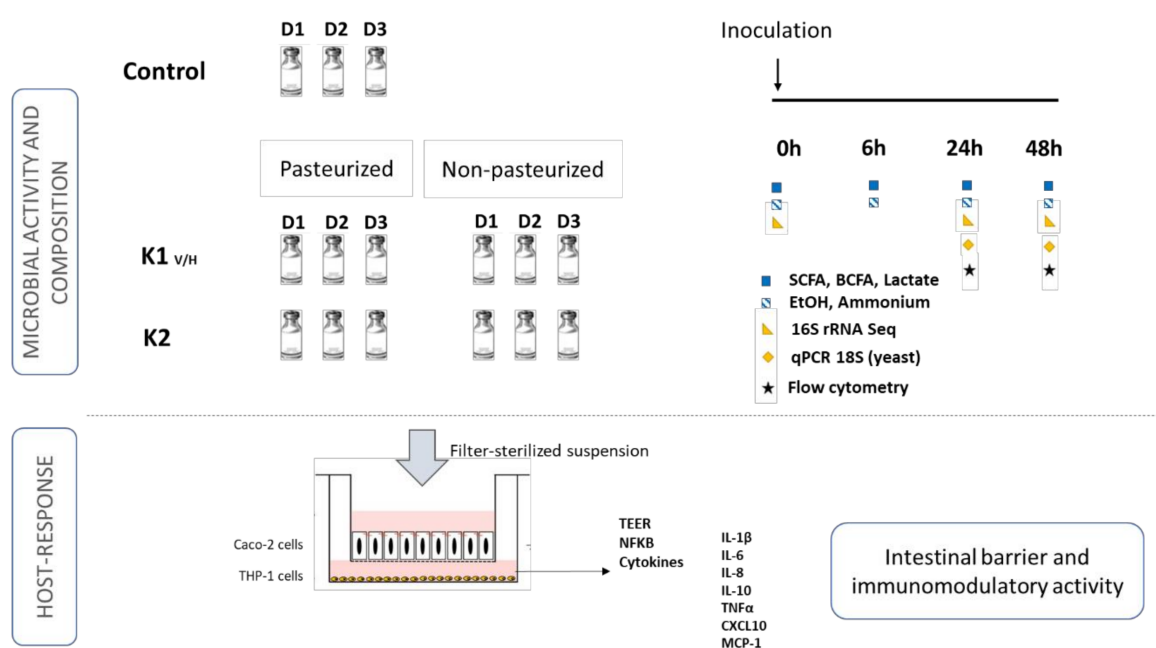 MICROBIAL ACTIVITY AND
COMPOSITION
D1 D2 D3
Control
Pasteurized
Non-pasteurized
D1 D2 D3
D1 D2 D3
K1 V/H
K2
Inoculation
0h 6h 24h 48h
SCFA, BCFA, Lactate
EtOH, Ammonium
16S rRNA Seq
qPCR 18S (yeast)
Flow cytometry
HOST-RESPONSE
Filter-sterilized suspension
Caco-2 cells
THP-1 cells
TEER
NFKB
Cytokines
IL-1β
IL-6
IL-8
IL-10
TNFα
CXCL10
MCP-1
Intestinal barrier and
immunomodulatory activity